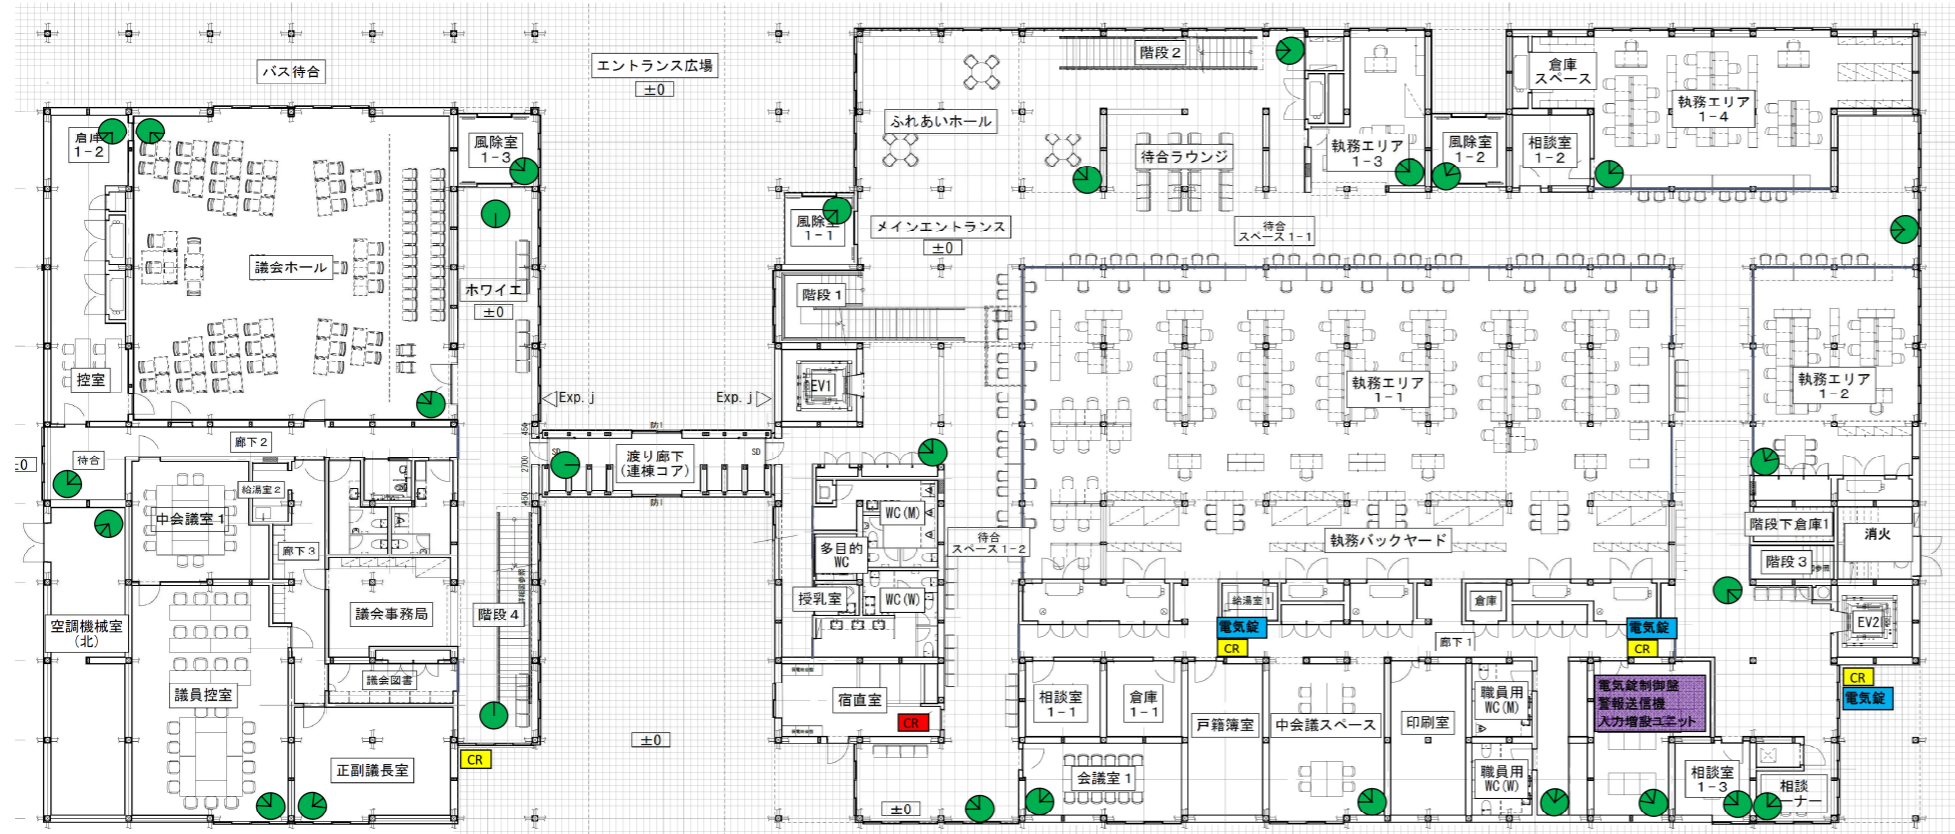 バス待合
エントランス広場
±0
倉庫
1-2
風除室
1-3
議会ホール
ホワイエ
±0
控室
廊下2
待合
±0
給湯室2
中会議室1
廊下3
空調機械室
(北)
議会事務局
議会図書
議員控室
正副議長室
階段4
CR
Exp. j
Exp. j
防火
450
2700
450
SD
SD
渡り廊下
(連棟コア)
±0
階段2
ふれあいホール
待合ラウンジ
執務エリア
1-3
風除室
1-2
相談室
1-2
倉庫
スペース
執務エリア
1-4
風除室
1-1
メインエントランス
±0
待合
スペース1-1
階段1
EV1
執務エリア
1-1
執務エリア
1-2
WC(M)
多目的
WC
授乳室
WC(W)
待合
スペース1-2
執務バックヤード
階段下倉庫1
消火
階段3
EV2
給湯室1
倉庫
電気錠
CR
廊下1
電気錠
CR
CR
電気錠
宿直室
CR
相談室
1-1
倉庫
1-1
戸籍簿室
中会議スペース
印刷室
職員用
WC(M)
電気錠制御盤
警報送信機
入力増設ユニット
会議室1
職員用
WC(W)
相談室
1-3
相談
ーナー
±0